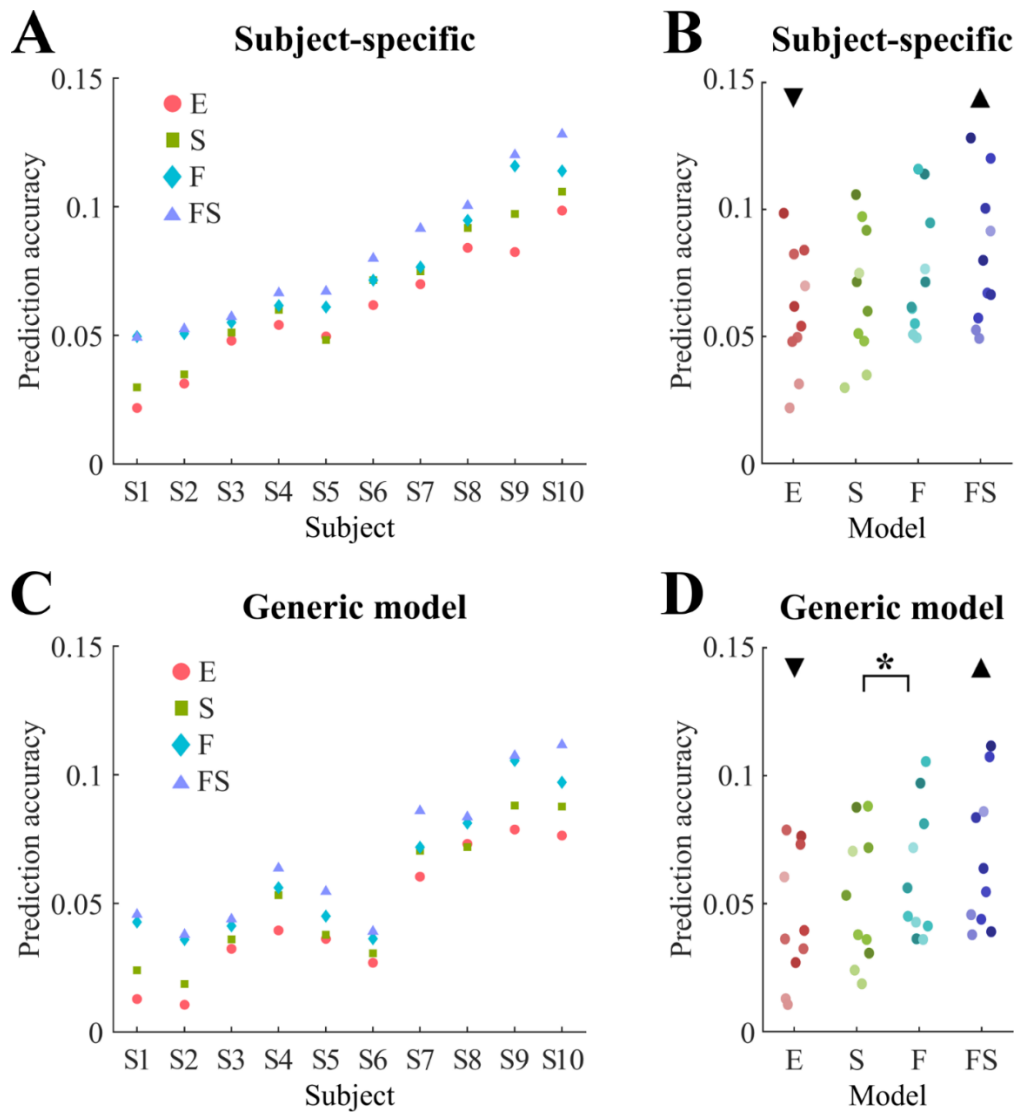 A
Subject-specific
0.15
0.1
0.05
0
Prediction accuracy
E
S
F
FS
S1 S2 S3 S4 S5 S6 S7 S8 S9 S10
Subject
B
Subject-specific
0.15
0.1
0.05
0
Prediction accuracy
E S F FS
Model
C
Generic model
0.15
0.1
0.05
0
Prediction accuracy
E
S
F
FS
S1 S2 S3 S4 S5 S6 S7 S8 S9 S10
Subject
D
Generic model
0.15
0.1
0.05
0
Prediction accuracy
*
E S F FS
Model